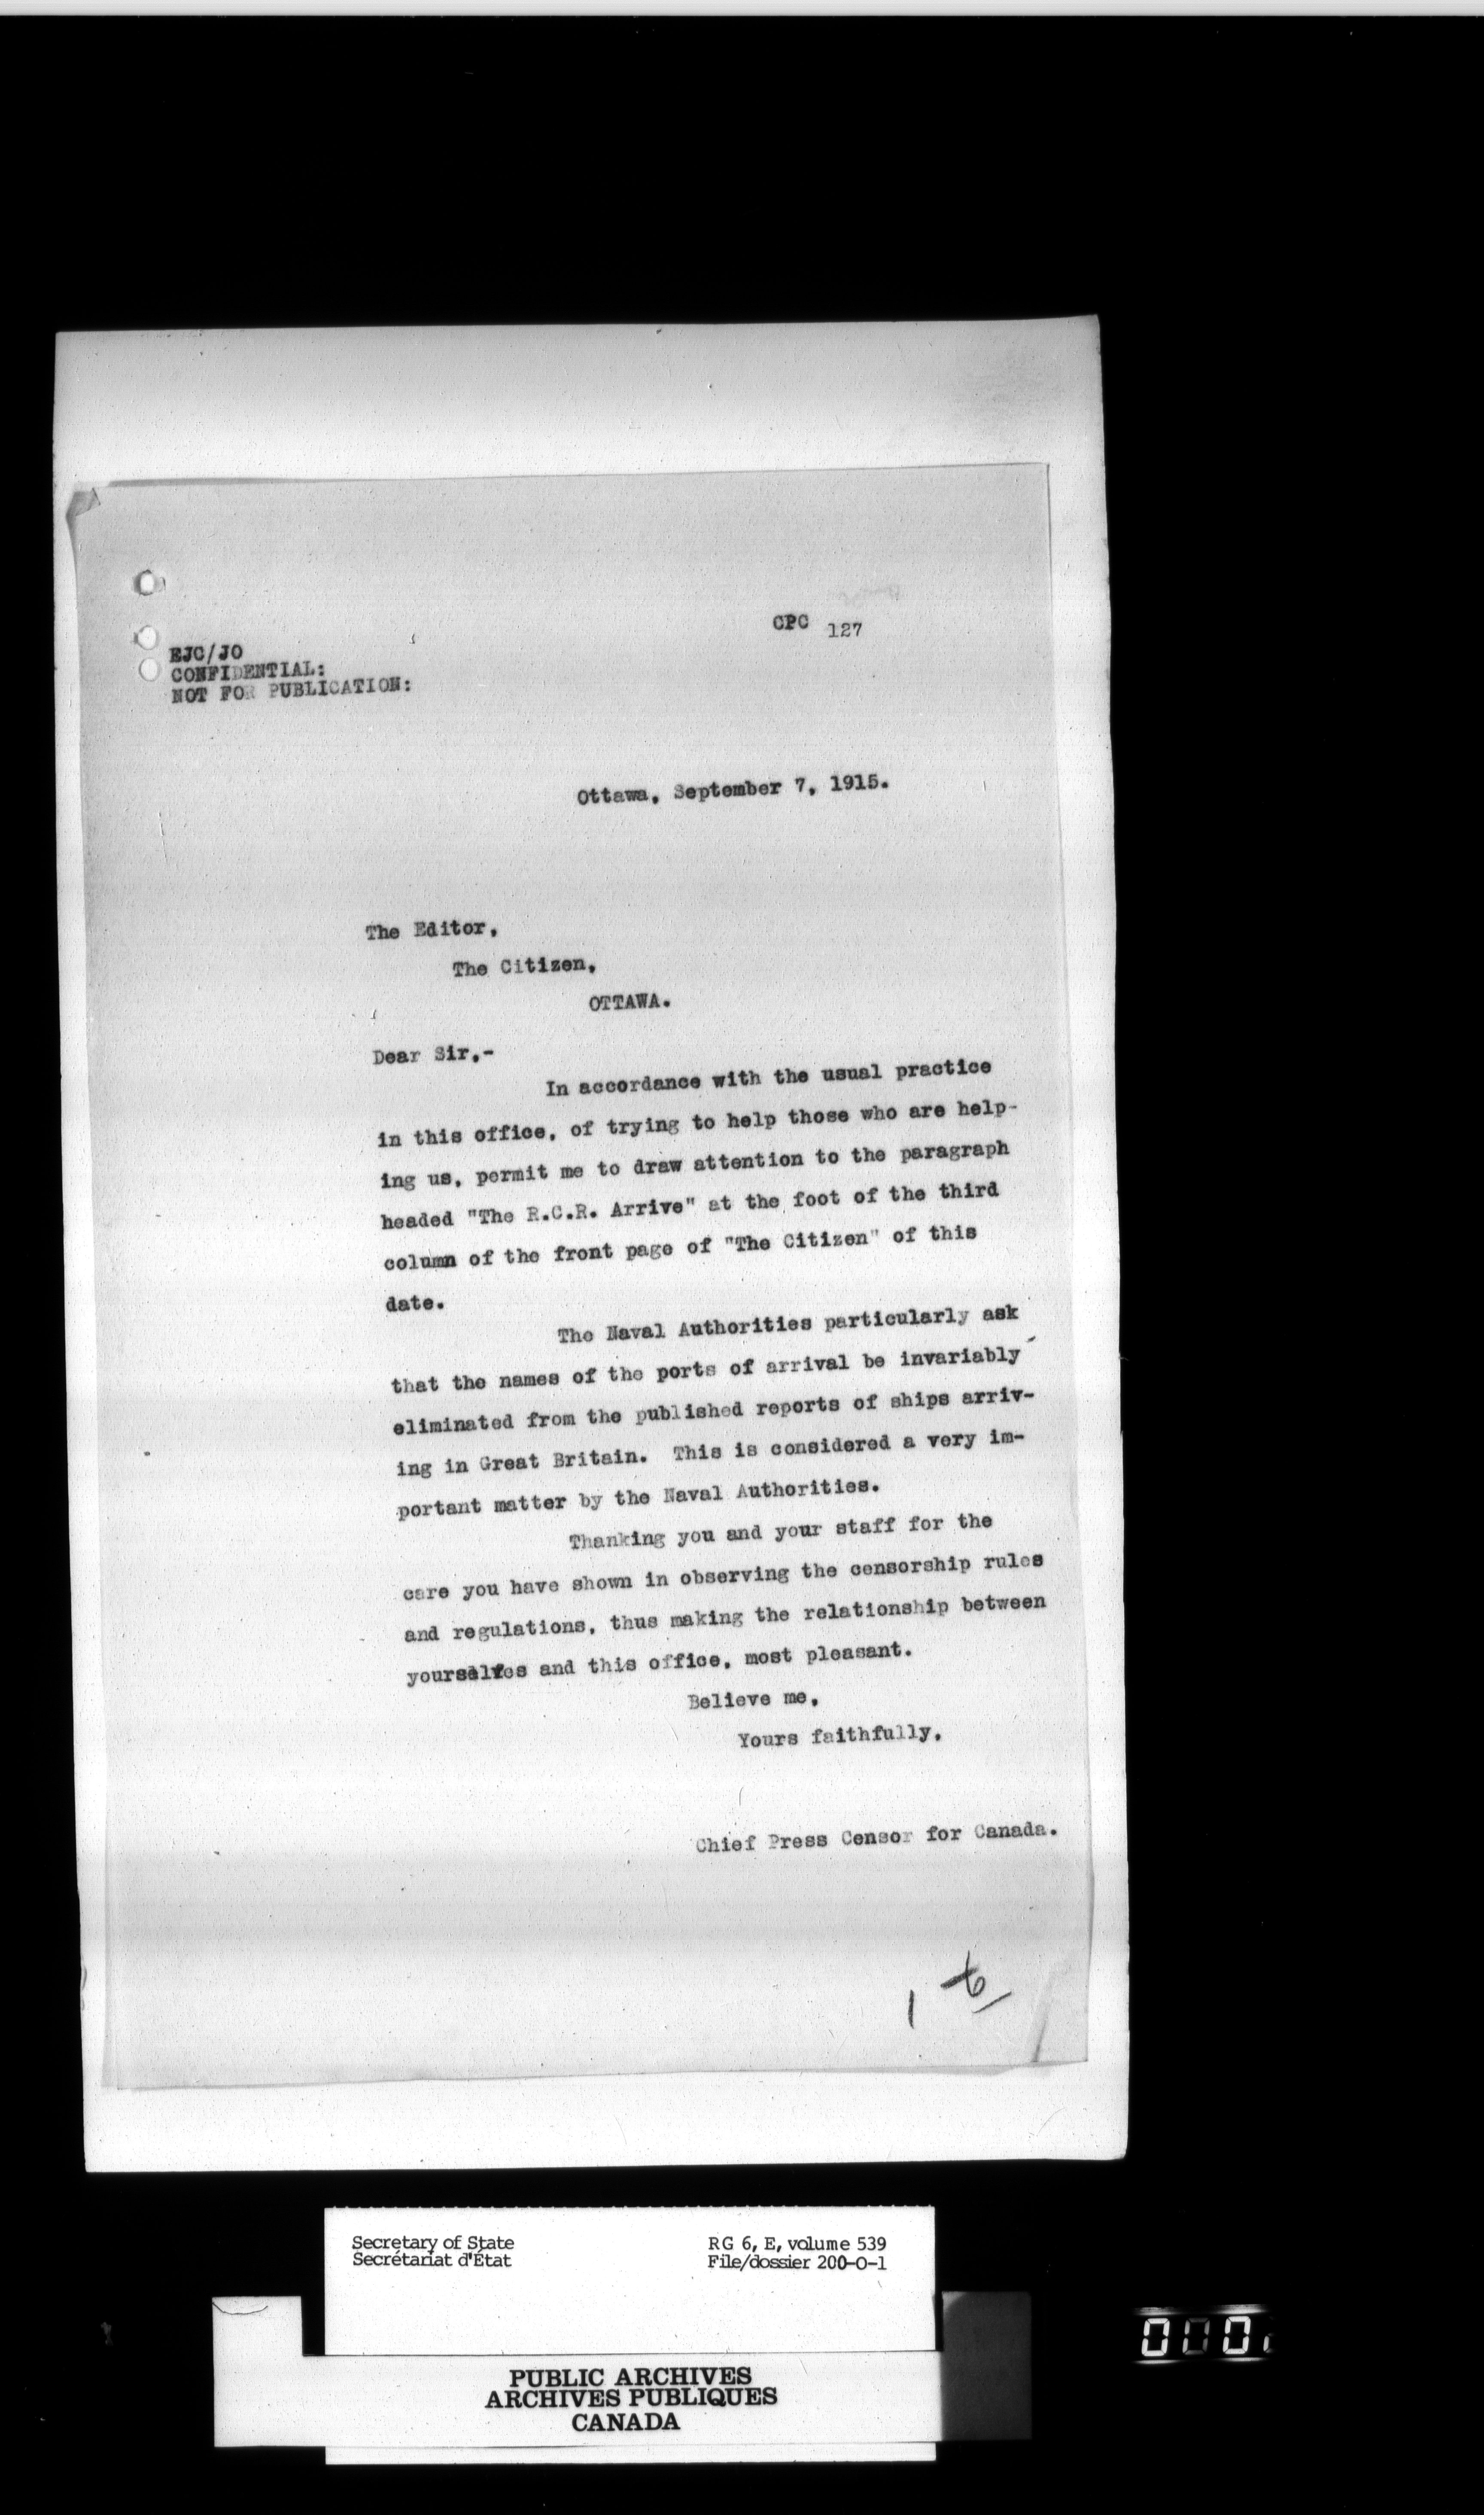 CPC 127
EJC/JO
CONFIDENTIAL:
NOT FOR PUBLICATION:
Ottawa, September 7, 1915.
The Editor,
The Citizen,
OTTAWA.
Dear Sir,-
In accordance with the usual practice
in this office, of trying to help those who are help-
ing us, permit me to draw attention to the paragraph
headed "The R.C.R. Arrive" at the foot of the third
column of the front page of "The Citizen" of this
date.
The Naval Authorities particularly ask
that the names of the ports of arrival be invariably
eliminated from the published reports of ships arriv-
ing in Great Britain. This is considered a very im-
portant matter by the Naval Authorities.
Thanking you and your staff for the
care you have shown in observing the censorship rules
and regulations, thus making the relationship between
yourselves and this office, most pleasant.
Believe me,
Yours faithfully,
Chief Press Censor for Canada.
Secretary of State RG 6, E, volume 539
Secrétariat d'État File/dossier 200-O-1
PUBLIC ARCHIVES
ARCHIVES PUBLIQUES
CANADA